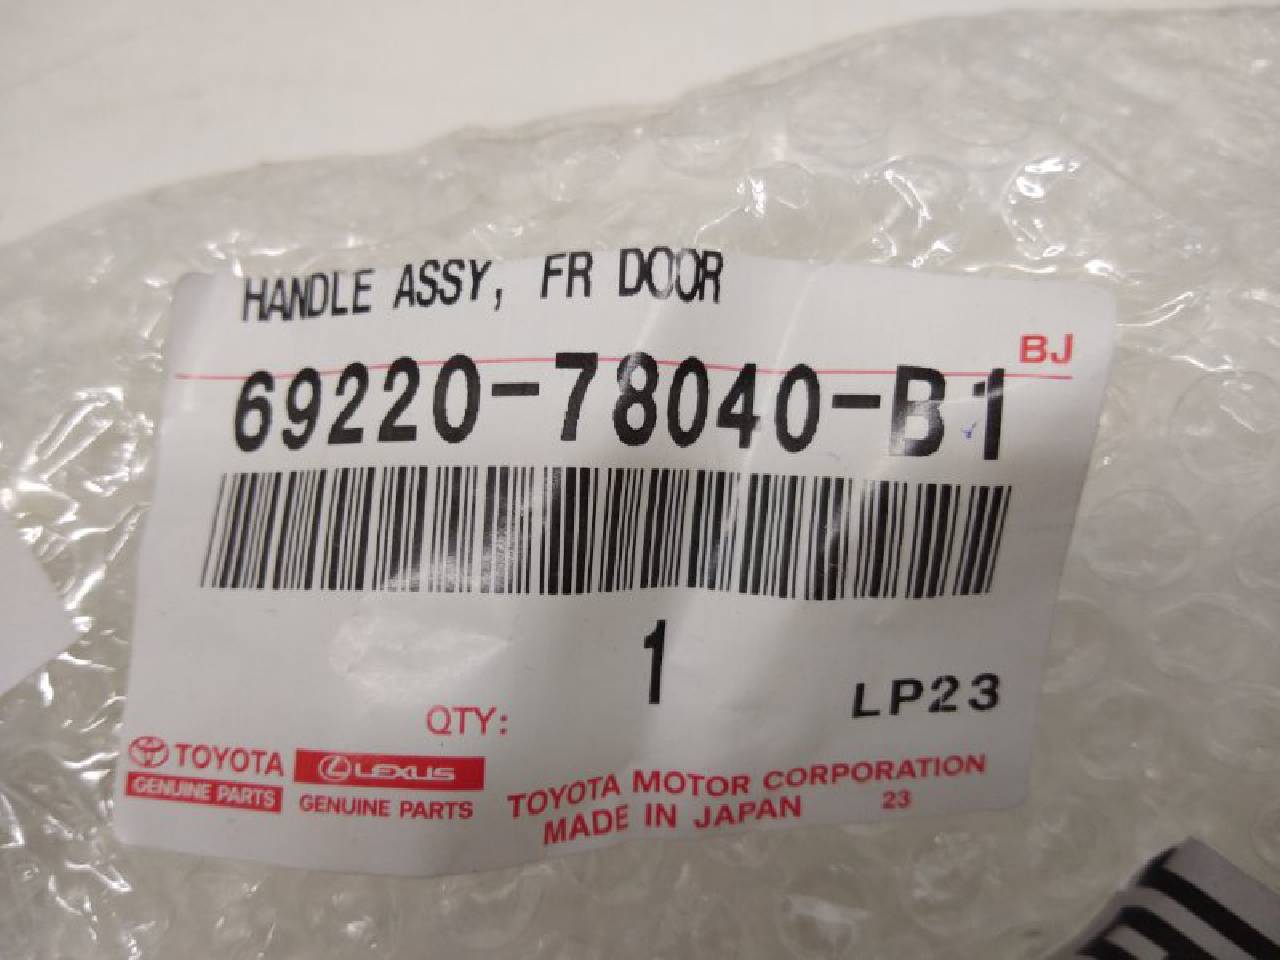 HANDLE ASSY, FR DOOR
BJ
69220-78040-B1
1
LP23
QTY:
TOYOTA
GENUINE PARTS
LEXUS
GENUINE PARTS
TOYOTA MOTOR CORPORATION
MADE IN JAPAN 23